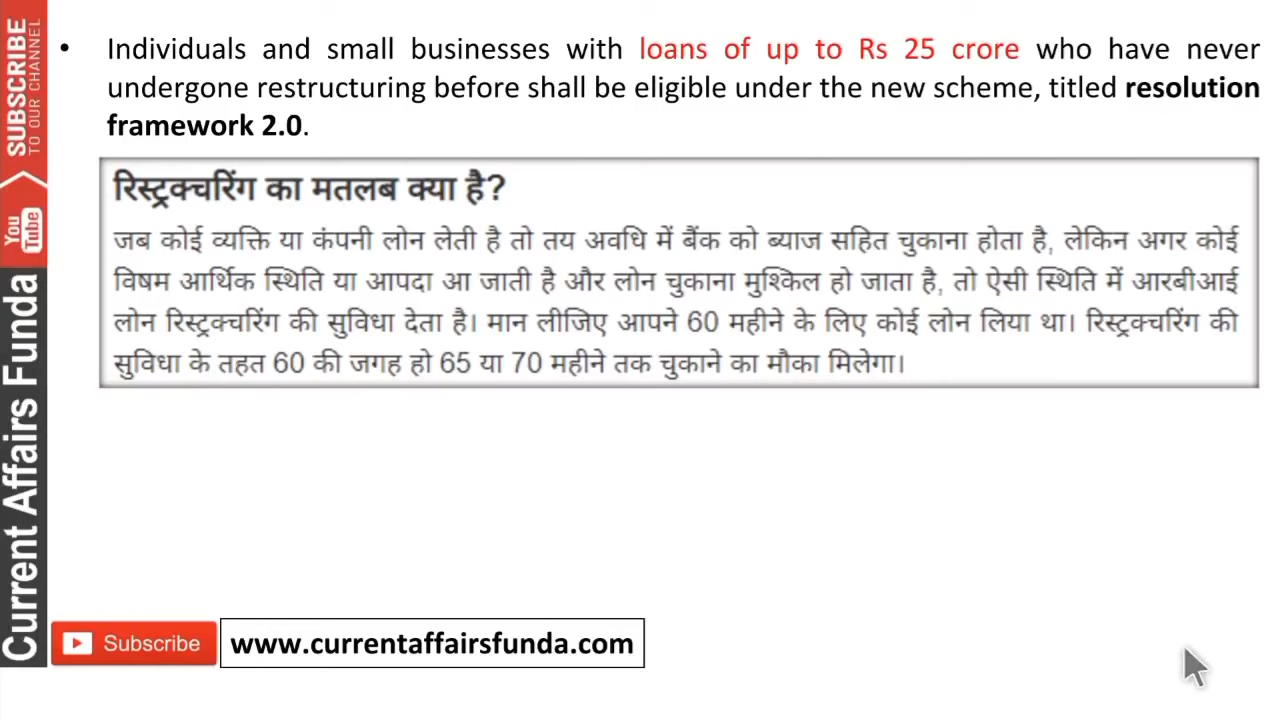 • Individuals and small businesses with loans of up to Rs 25 crore who have never
undergone restructuring before shall be eligible under the new scheme, titled resolution
framework 2.0.
रिस्ट्रक्चरिंग का मतलब क्या है?
जब कोई व्यक्ति या कंपनी लोन लेती है तो तय अवधि में बैंक को ब्याज सहित चुकाना होता है, लेकिन अगर कोई
विषम आर्थिक स्थिति या आपदा आ जाती है और लोन चुकाना मुश्किल हो जाता है, तो ऐसी स्थिति में आरबीआई
लोन रिस्ट्रक्चरिंग की सुविधा देता है। मान लीजिए आपने 60 महीने के लिए कोई लोन लिया था। रिस्ट्रक्चरिंग की
सुविधा के तहत 60 की जगह हो 65 या 70 महीने तक चुकाने का मौका मिलेगा।
SUBSCRIBE
TO OUR CHANNEL
You
Tube
Current Affairs Funda
Subscribe
www.currentaffairsfunda.com